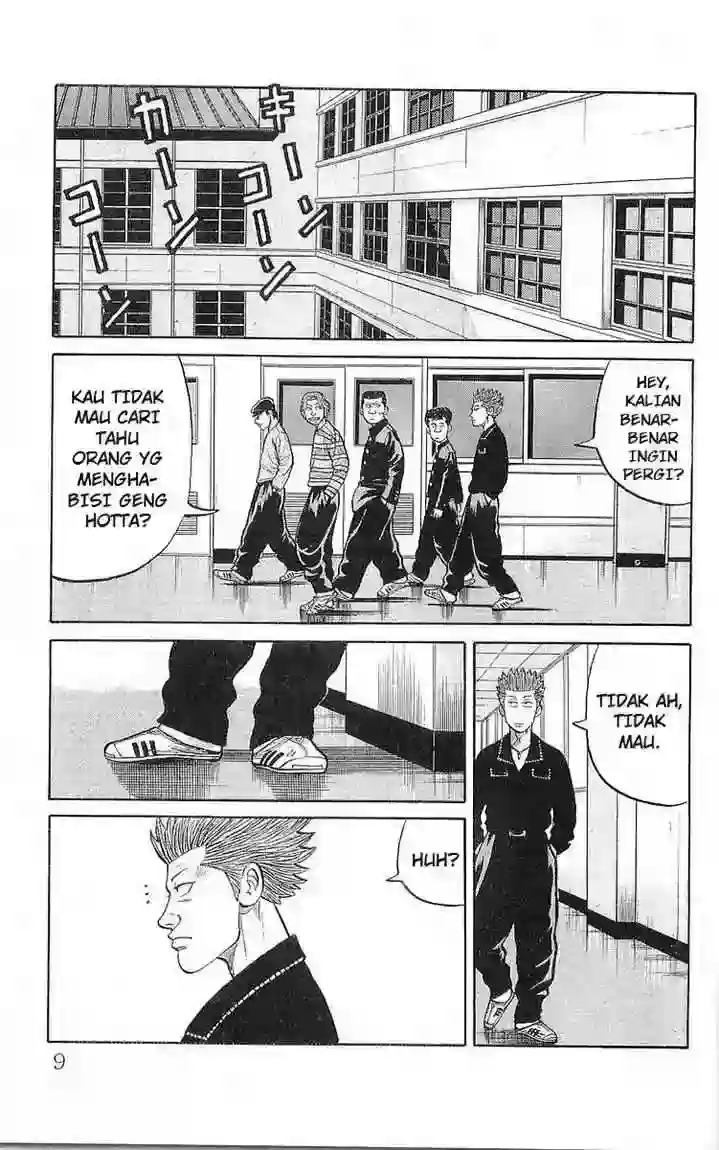 キーン
コーン
カーン
コーン
HEY,
KALIAN
BENAR-
BENAR
INGIN
PERGI?
KAU TIDAK
MAU CARI
TAHU
ORANG YG
MENGHA-
BISI GENG
HOTTA?
TIDAK AH,
TIDAK
MAU.
HUH?
9